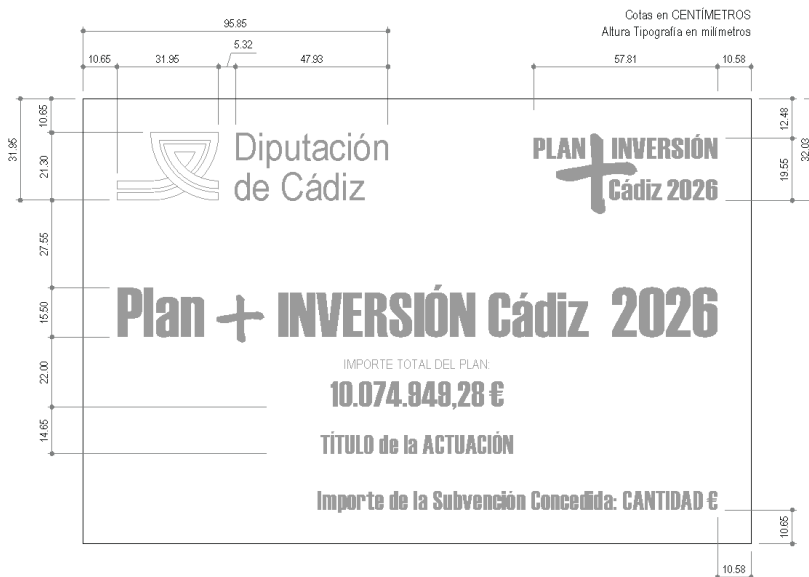 Cotas en CENTÍMETROS
Altura Tipografía en milímetros
95.85
5.32
10.65 31.95 47.93 57.81 10.58
31.95
10.65
21.30
27.55
15.50
22.00
14.65
12.48
19.55
32.03
Diputación
de Cádiz
PLAN + INVERSIÓN
Cádiz 2026
Plan + INVERSIÓN Cádiz 2026
IMPORTE TOTAL DEL PLAN:
10.074.949,28 €
TÍTULO de la ACTUACIÓN
Importe de la Subvención Concedida: CANTIDAD €
10.65
10.58